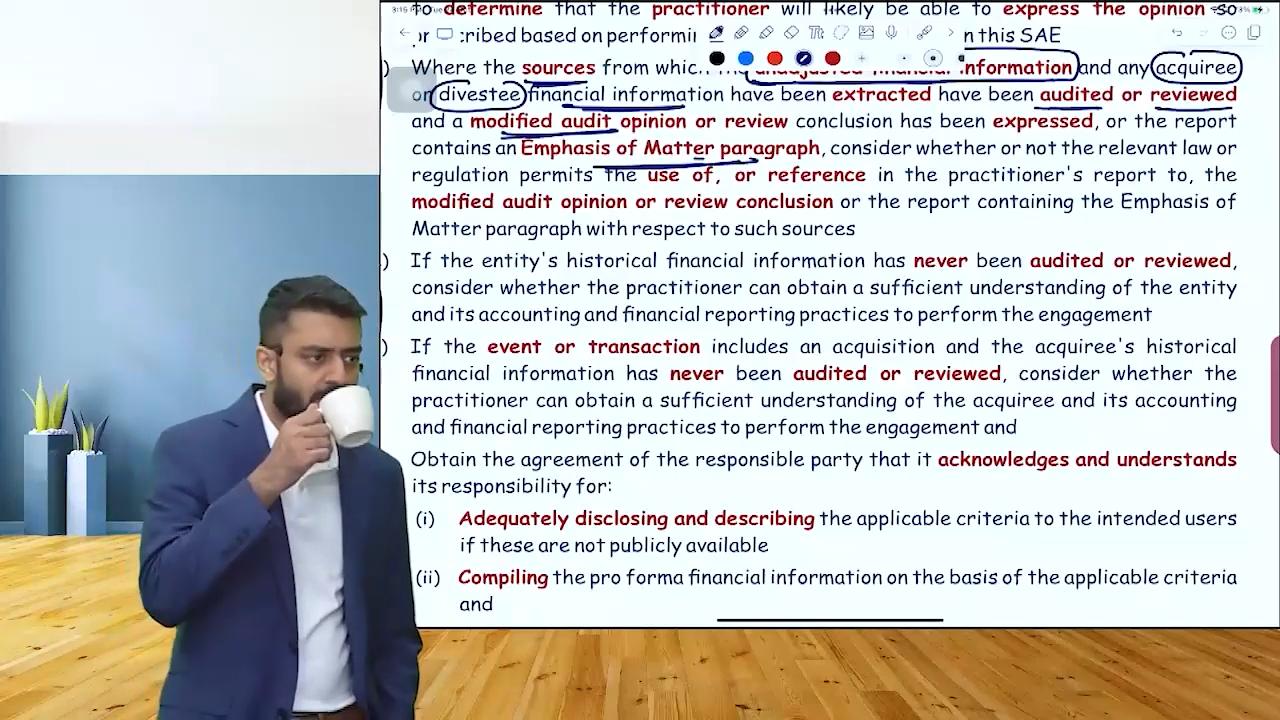 to determine that the practitioner will likely be able to express the opinion so
cribed based on performin n this SAE
) Where the sources from which the unadjusted financial information and any acquiree
or divestee financial information have been extracted have been audited or reviewed
and a modified audit opinion or review conclusion has been expressed, or the report
contains an Emphasis of Matter paragraph, consider whether or not the relevant law or
regulation permits the use of, or reference in the practitioner's report to, the
modified audit opinion or review conclusion or the report containing the Emphasis of
Matter paragraph with respect to such sources
) If the entity's historical financial information has never been audited or reviewed,
consider whether the practitioner can obtain a sufficient understanding of the entity
and its accounting and financial reporting practices to perform the engagement
) If the event or transaction includes an acquisition and the acquiree's historical
financial information has never been audited or reviewed, consider whether the
practitioner can obtain a sufficient understanding of the acquiree and its accounting
and financial reporting practices to perform the engagement and
Obtain the agreement of the responsible party that it acknowledges and understands
its responsibility for:
(i) Adequately disclosing and describing the applicable criteria to the intended users
if these are not publicly available
(ii) Compiling the pro forma financial information on the basis of the applicable criteria
and